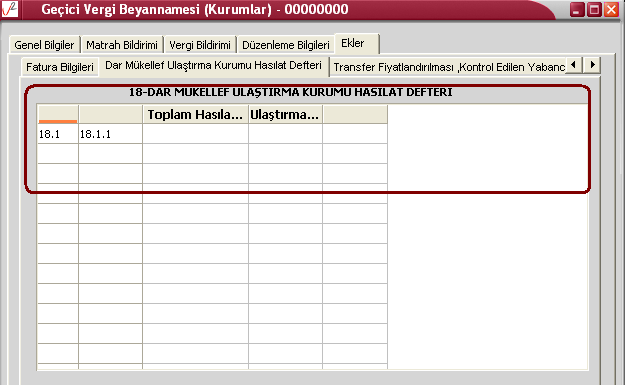 Geçici Vergi Beyannamesi (Kurumlar) - 00000000
Genel Bilgiler Matrah Bildirimi Vergi Bildirimi Düzenleme Bilgileri Ekler
Fatura Bilgileri Dar Mükellef Ulaştırma Kurumu Hasılat Defteri Transfer Fiyatlandırılması ,Kontrol Edilen Yabanc
18-DAR MÜKELLEF ULAŞTIRMA KURUMU HASILAT DEFTERİ
Toplam Hasıla... Ulaştırma...
18.1 18.1.1